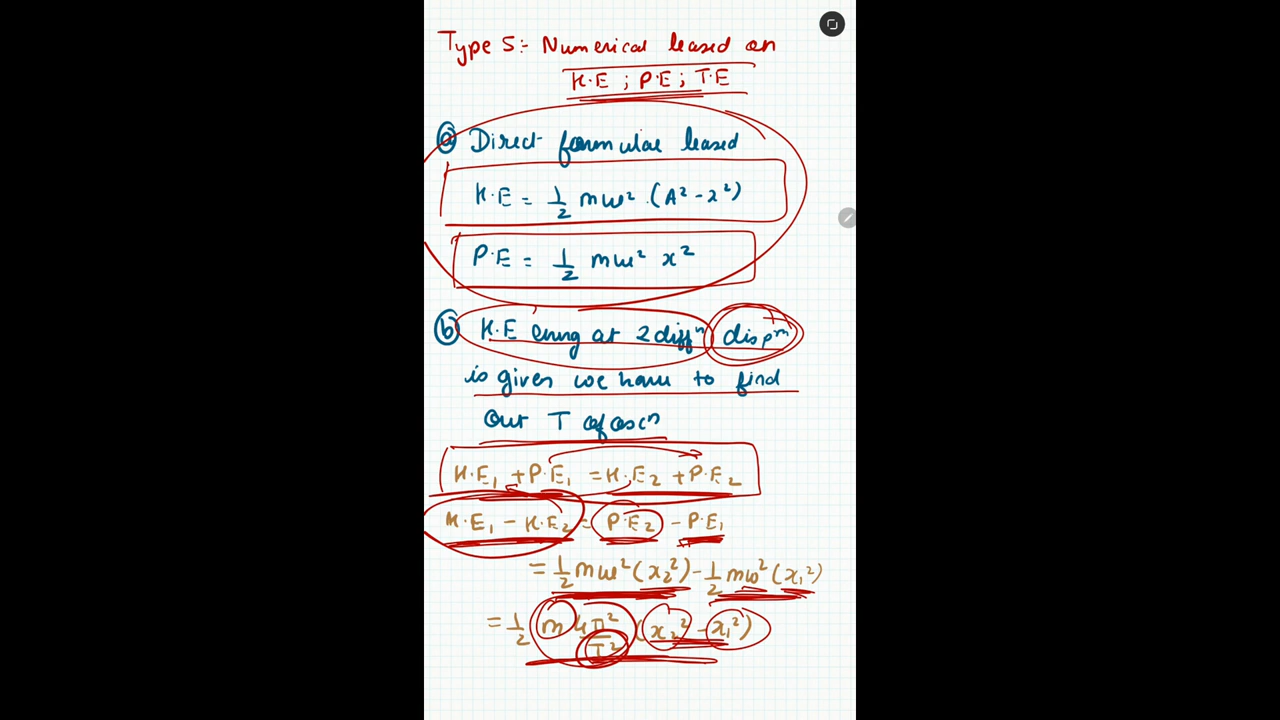 Type 5:- Numerical based on
K.E ; P.E ; T.E
(a) Direct formulae based
K.E = 1/2 mω² (A² - x²)
P.E = 1/2 mω² x²
(b) K.E at 2 diffⁿ dispᵐ
is given we have to find
Out T of oscⁿ
K.E₁ + P.E₁ = K.E₂ + P.E₂
K.E₁ - K.E₂ = P.E₂ - P.E₁
= 1/2 mω² (x₂²) - 1/2 mω² (x₁²)
= 1/2 m 4π²/T² (x₂² - x₁²)